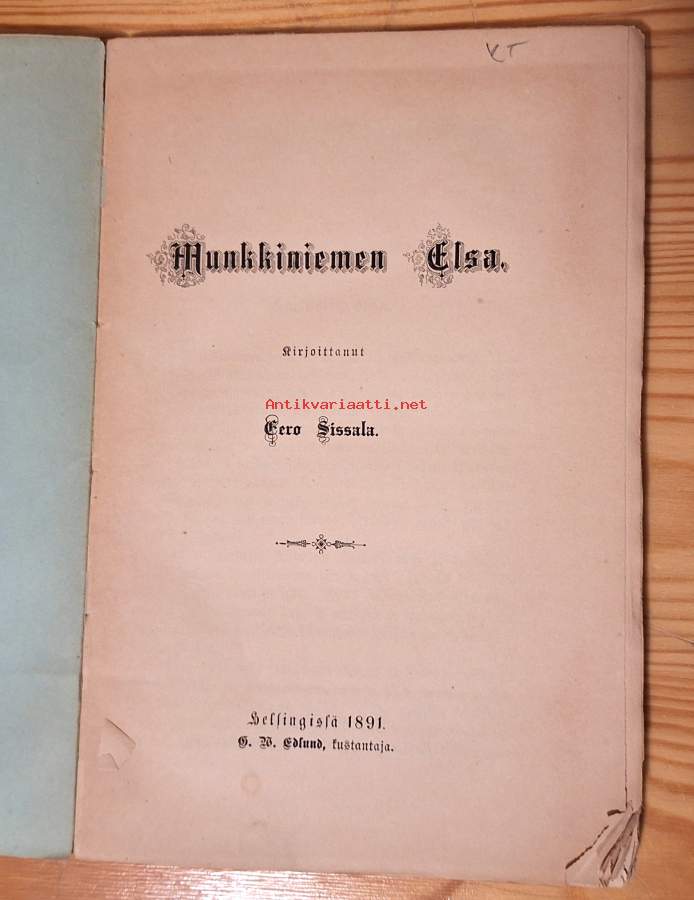 KT
Munkkiniemen Elsa.
Kirjoittanut
Antikvariaatti.net
Eero Sissala.
Helsingissä 1891.
G. W. Edlund, kustantaja.